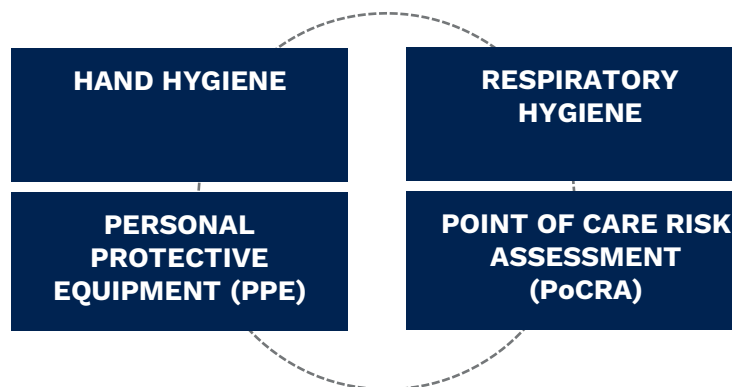 HAND HYGIENE
RESPIRATORY
HYGIENE
PERSONAL
PROTECTIVE
EQUIPMENT (PPE)
POINT OF CARE RISK
ASSESSMENT
(PoCRA)